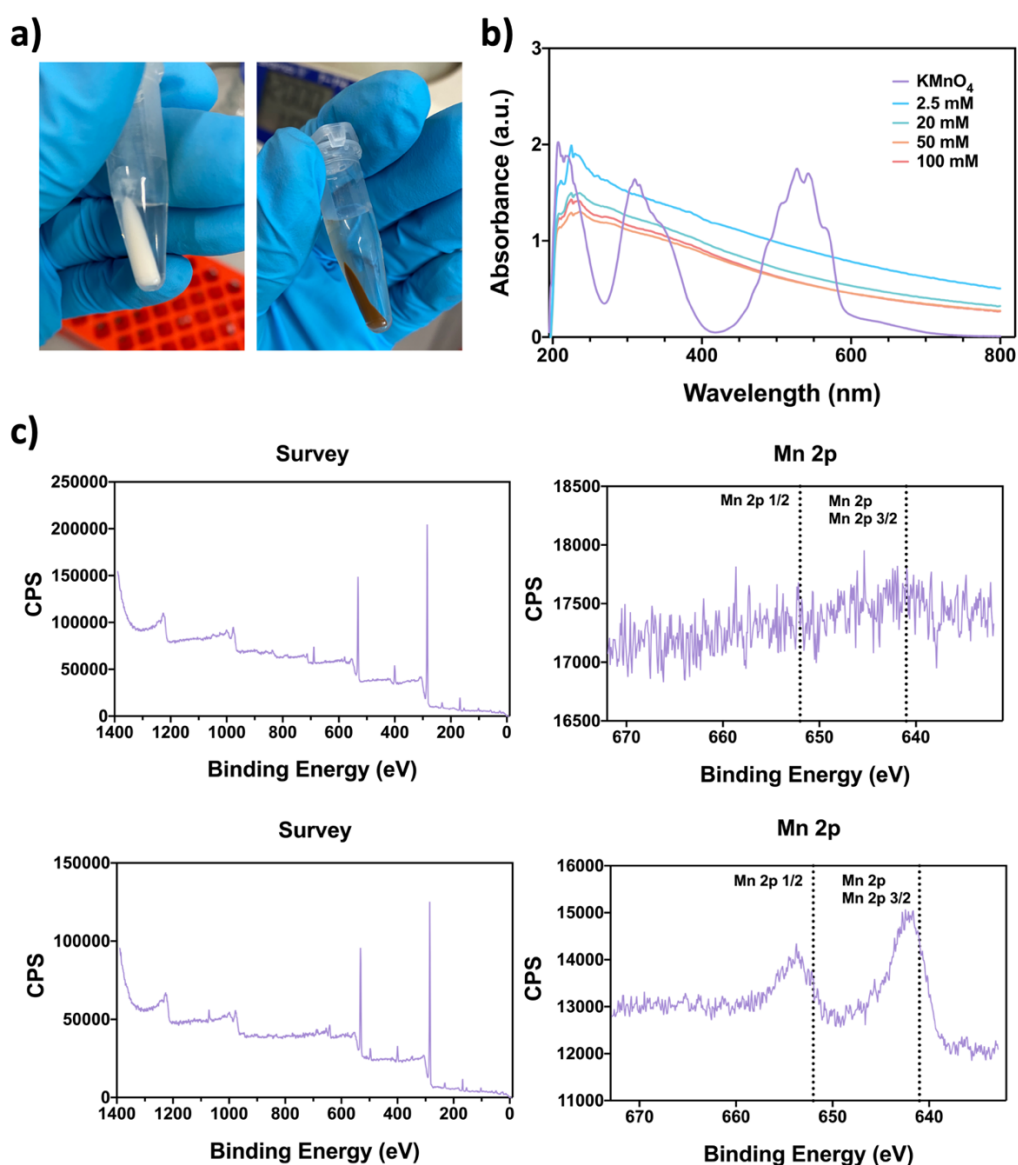 a)
b)
3
2
1
0
Absorbance (a.u.)
KMnO4
2.5 mM
20 mM
50 mM
100 mM
200
400
600
800
Wavelength (nm)
c)
Survey
250000
200000
150000
100000
50000
0
CPS
1400
1200
1000
800
600
400
200
0
Binding Energy (eV)
Mn 2p
18500
18000
17500
17000
16500
CPS
Mn 2p 1/2
Mn 2p
Mn 2p 3/2
670
660
650
640
Binding Energy (eV)
Survey
150000
100000
50000
0
CPS
1400
1200
1000
800
600
400
200
0
Binding Energy (eV)
Mn 2p
16000
15000
14000
13000
12000
11000
CPS
Mn 2p 1/2
Mn 2p
Mn 2p 3/2
670
660
650
640
Binding Energy (eV)